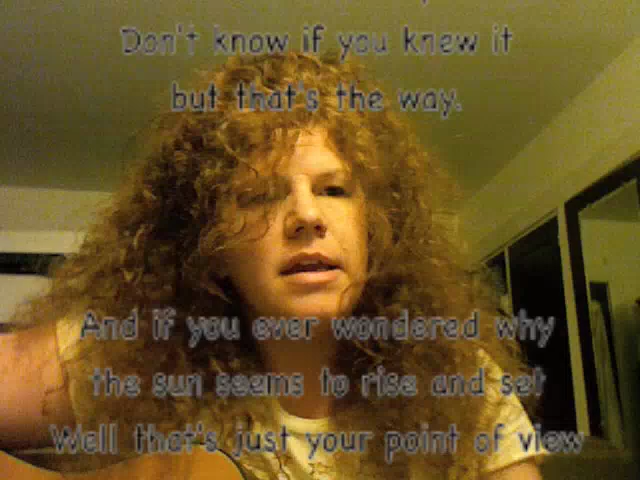 Don't know if you knew it
but that's the way.
And if you ever wondered why
the sun seems to rise and set
Well that's just your point of view